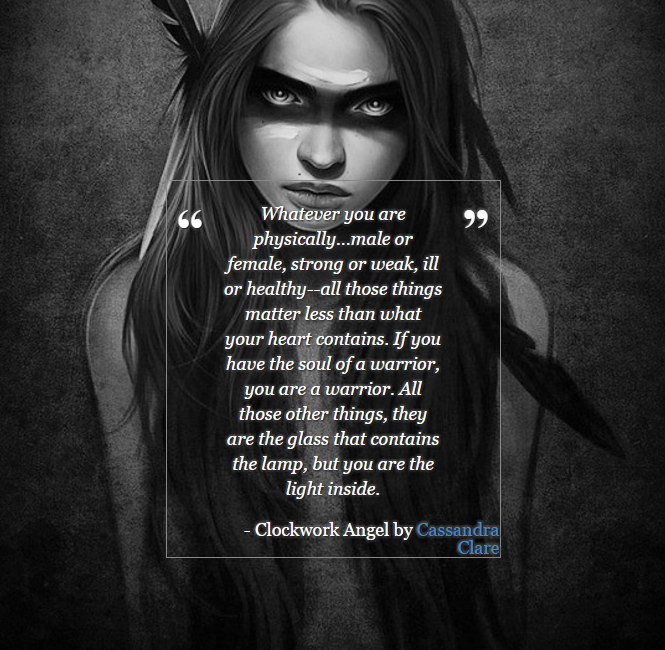 “ Whatever you are ”
physically...male or
female, strong or weak, ill
or healthy--all those things
matter less than what
your heart contains. If you
have the soul of a warrior,
you are a warrior. All
those other things, they
are the glass that contains
the lamp, but you are the
light inside.
- Clockwork Angel by Cassandra
Clare